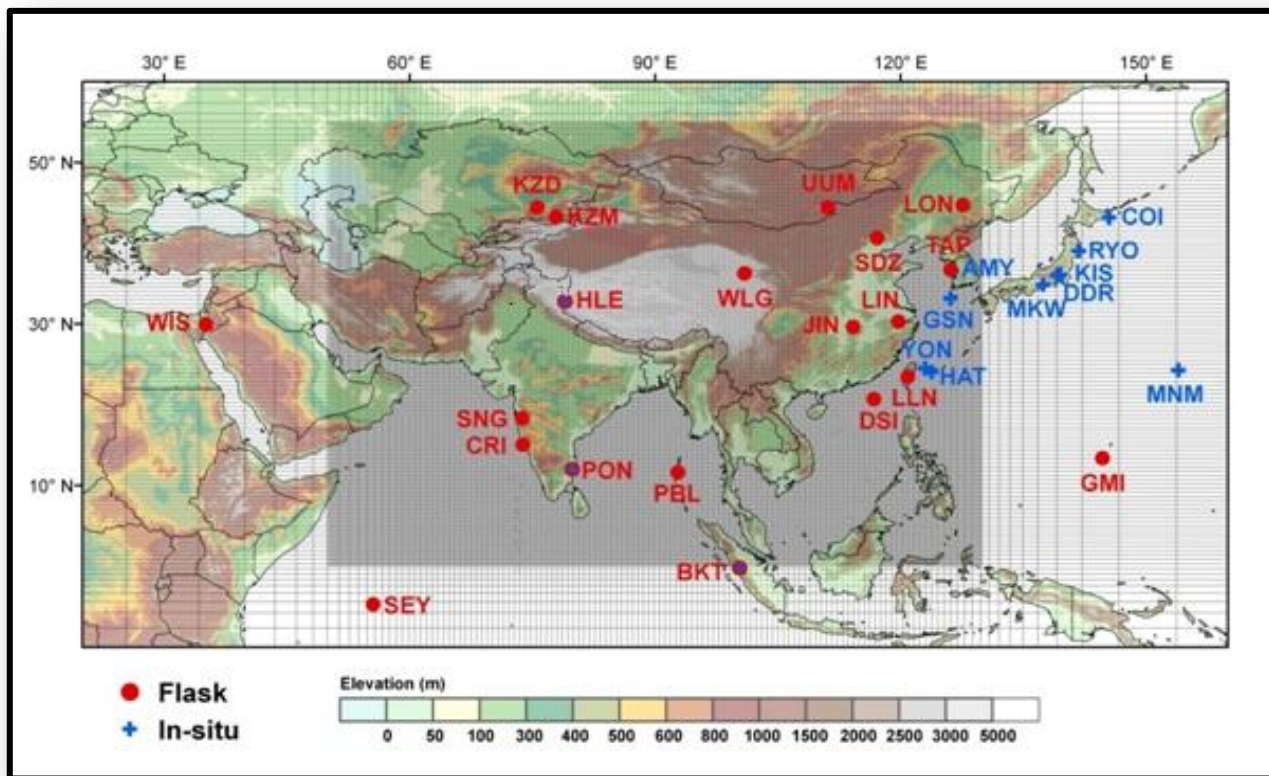 30° E 60° E 90° E 120° E 150° E
50° N
30° N
10° N
KZD
KZM
UUM
LON
COI
SDZ
TAP
AMY
RYO
KIS
DDR
MKW
WIS
HLE
WLG
LIN
JIN
GSN
YON
HAT
LLN
DSI
MNM
SNG
CRI
PON
PBL
GMI
BKT
SEY
Flask
In-situ
Elevation (m)
0 50 100 300 400 500 600 800 1000 1500 2000 2500 3000 5000